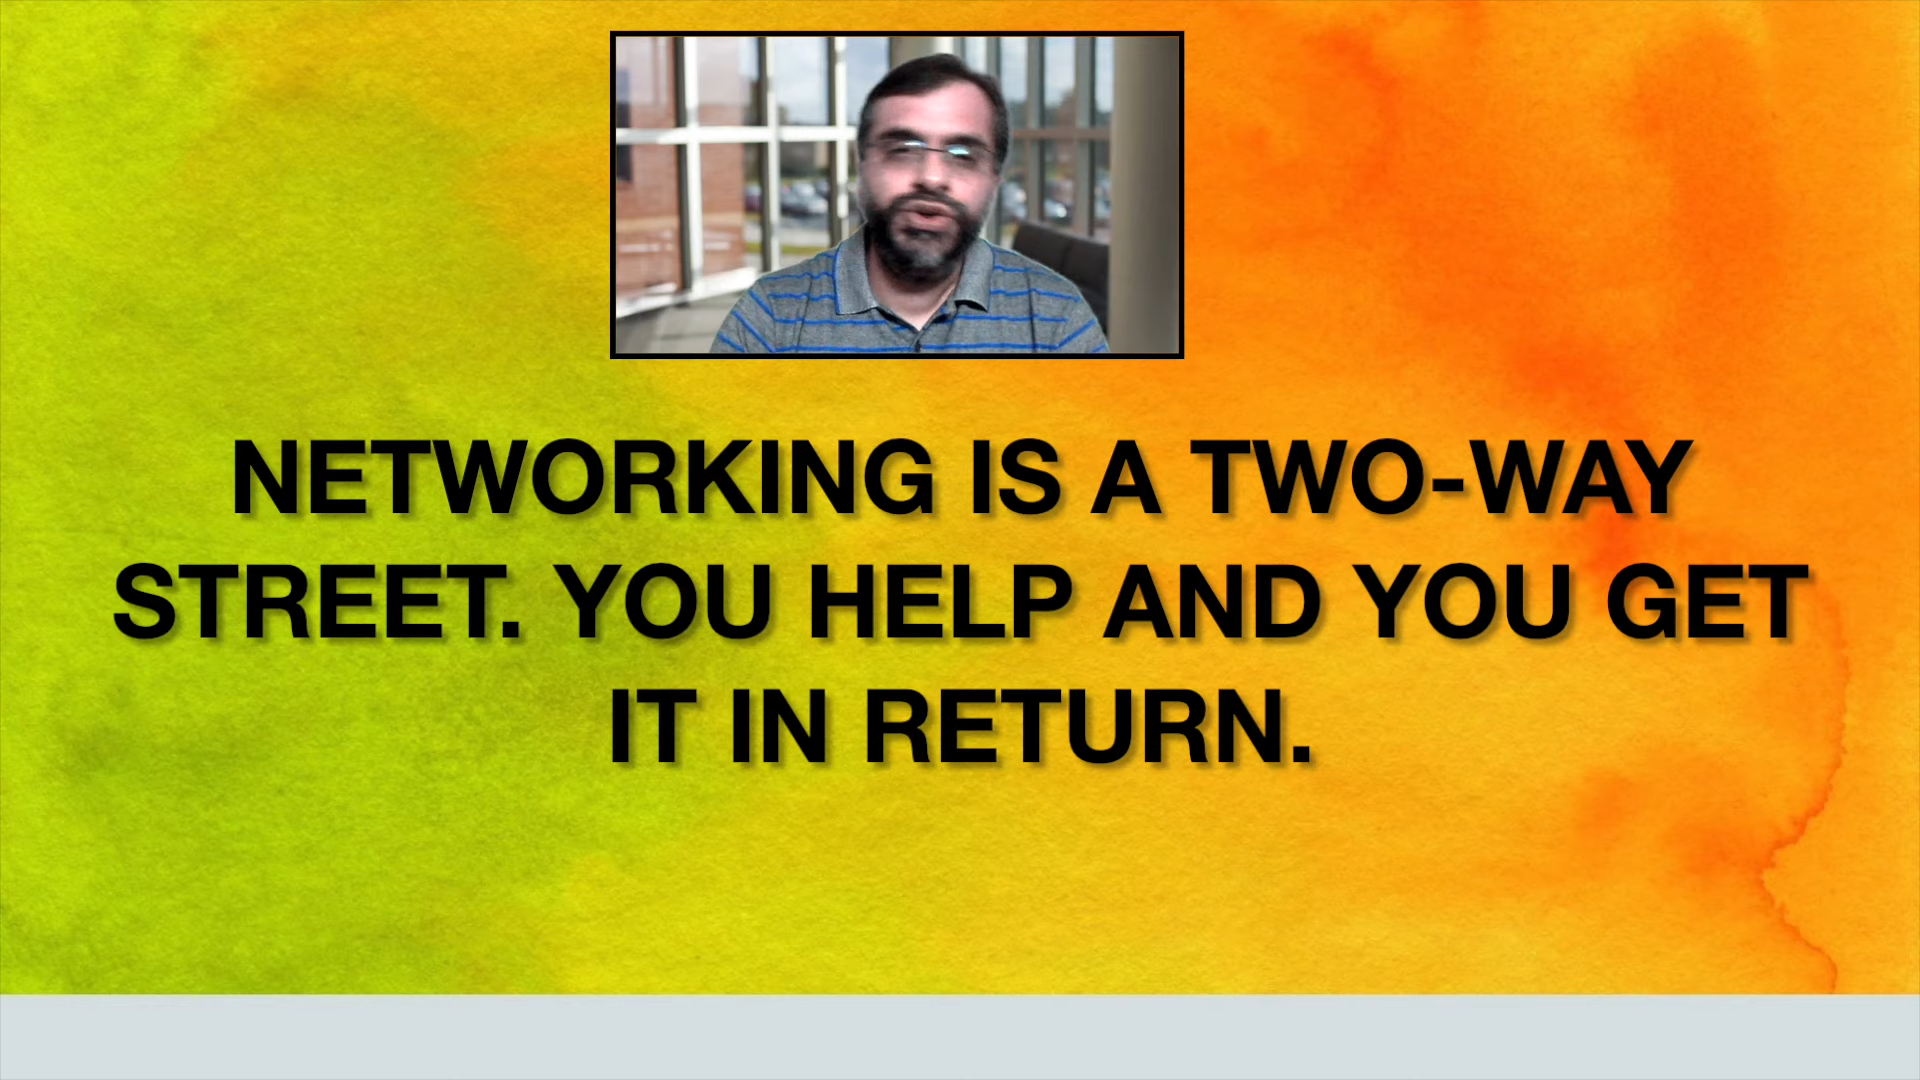 NETWORKING IS A TWO-WAY
STREET. YOU HELP AND YOU GET
IT IN RETURN.